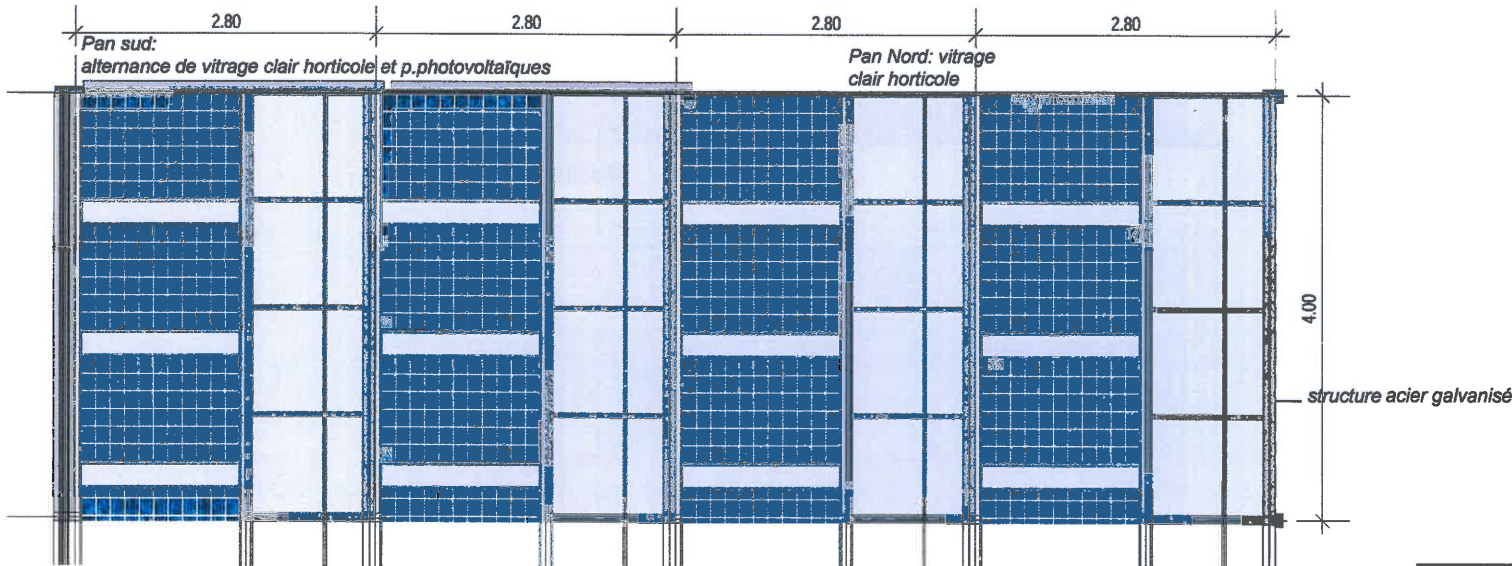 2.80
2.80
2.80
2.80
Pan sud:
alternance de vitrage clair horticole et p.photovoltaïques
Pan Nord: vitrage
clair horticole
4.00
structure acier galvanisé